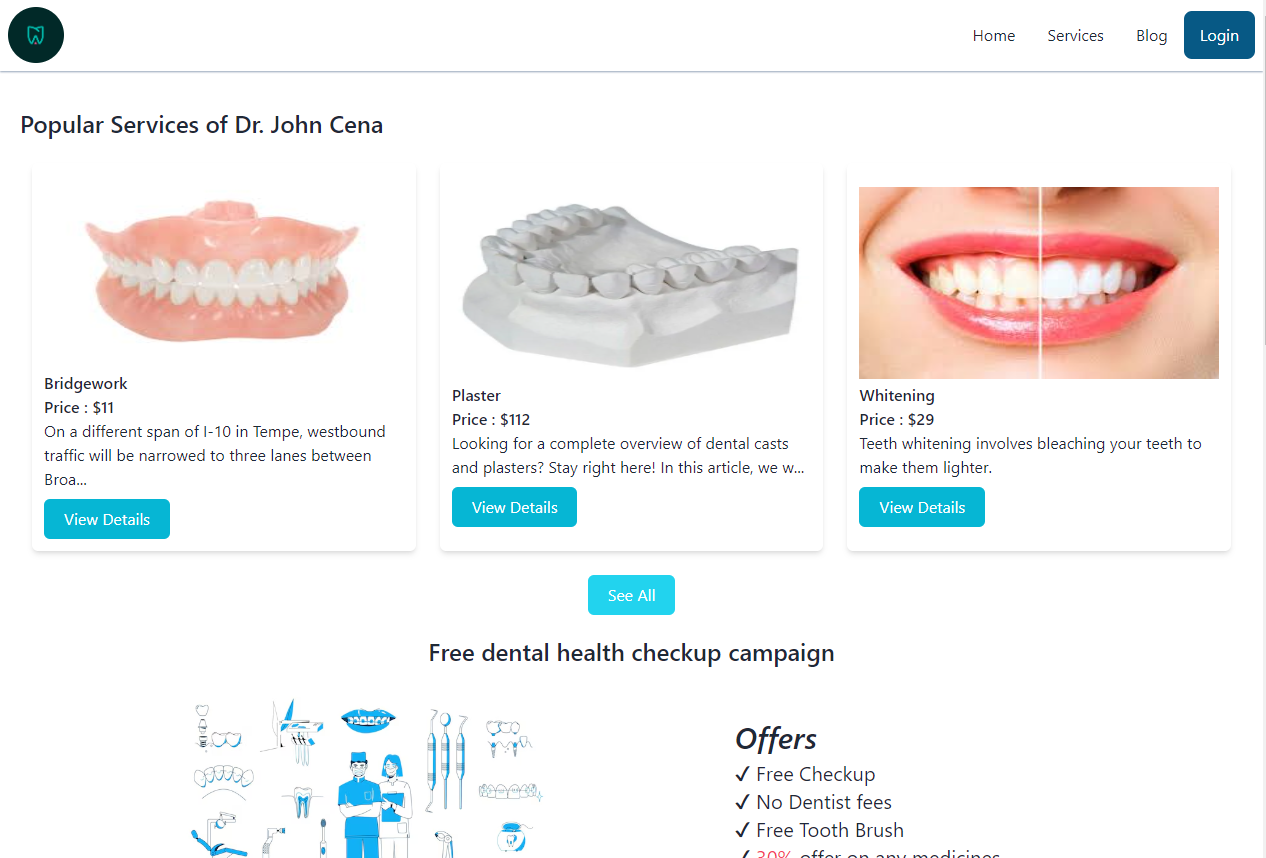 Home
Services
Blog
Login
Popular Services of Dr. John Cena
Bridgework
Price : $11
On a different span of I-10 in Tempe, westbound
traffic will be narrowed to three lanes between
Broa...
View Details
Plaster
Price : $112
Looking for a complete overview of dental casts
and plasters? Stay right here! In this article, we w...
View Details
Whitening
Price : $29
Teeth whitening involves bleaching your teeth to
make them lighter.
View Details
See All
Free dental health checkup campaign
Offers
✓ Free Checkup
✓ No Dentist fees
✓ Free Tooth Brush
✓ 30% offer on any medicines